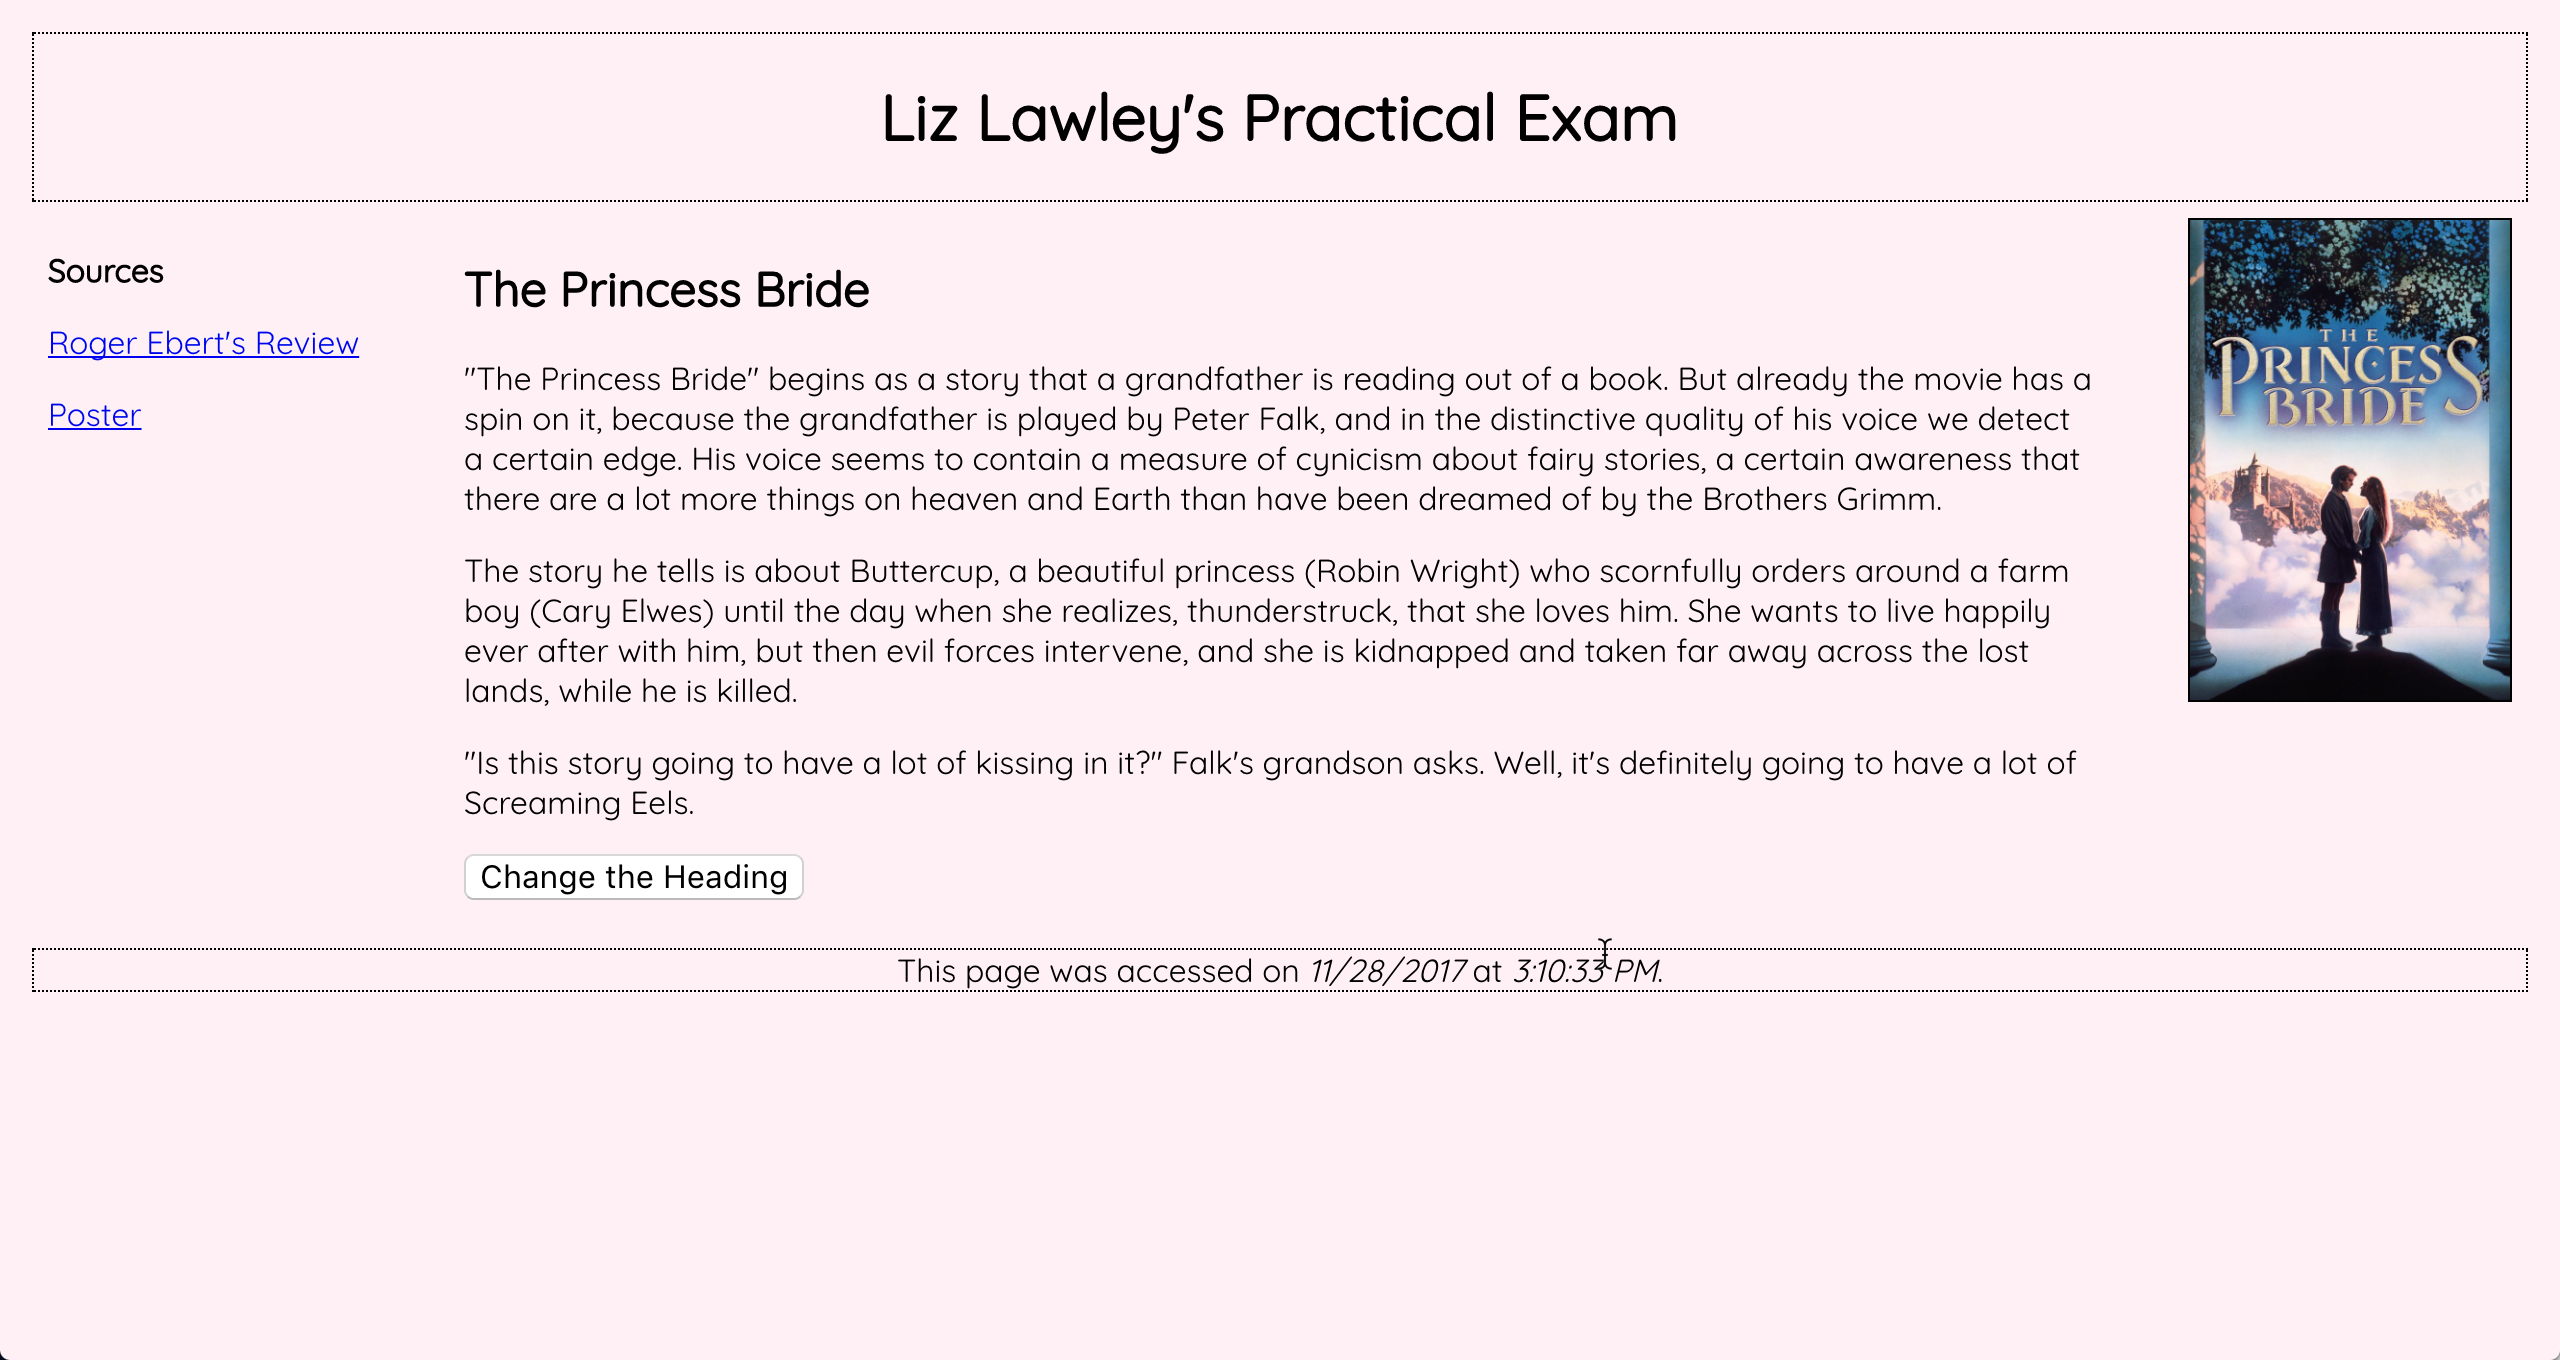 Liz Lawley's Practical Exam
Sources
Roger Ebert's Review
Poster
The Princess Bride
"The Princess Bride" begins as a story that a grandfather is reading out of a book. But already the movie has a
spin on it, because the grandfather is played by Peter Falk, and in the distinctive quality of his voice we detect
a certain edge. His voice seems to contain a measure of cynicism about fairy stories, a certain awareness that
there are a lot more things on heaven and Earth than have been dreamed of by the Brothers Grimm.
The story he tells is about Buttercup, a beautiful princess (Robin Wright) who scornfully orders around a farm
boy (Cary Elwes) until the day when she realizes, thunderstruck, that she loves him. She wants to live happily
ever after with him, but then evil forces intervene, and she is kidnapped and taken far away across the lost
lands, while he is killed.
"Is this story going to have a lot of kissing in it?" Falk's grandson asks. Well, it's definitely going to have a lot of
Screaming Eels.
Change the Heading
THE
PRINCESS
BRIDE
This page was accessed on 11/28/2017 at 3:10:33 PM.